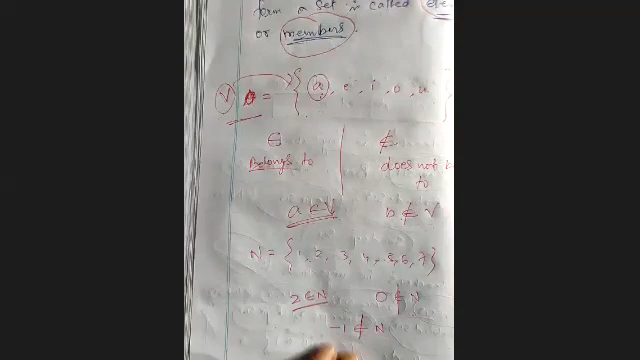 form a set is called
or members.
V = { a, e, i, o, u
∈ ∉
Belongs to does not
to
a ∈ V b ∉ V
N = { 1, 2, 3, 4, 5, 6, 7 }
2 ∈ N 0 ∉ N
-1 ∉ N